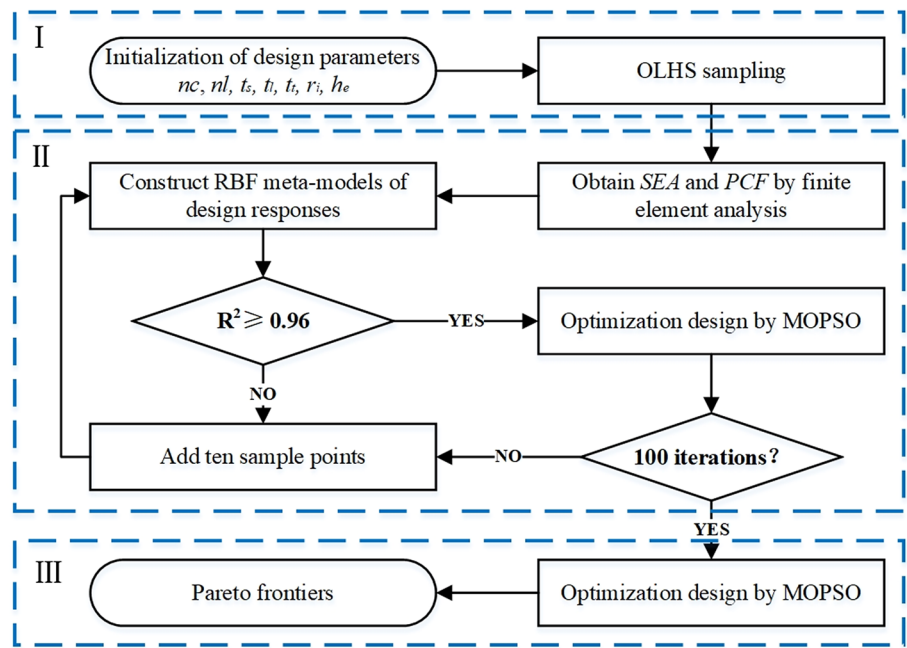 Ⅰ
Initialization of design parameters
nc, nl, ts, tl, tt, ri, he
OLHS sampling
Ⅱ
Construct RBF meta-models of
design responses
Obtain SEA and PCF by finite
element analysis
R² ≥ 0.96
YES
Optimization design by MOPSO
NO
Add ten sample points
NO
100 iterations?
YES
Ⅲ
Pareto frontiers
Optimization design by MOPSO